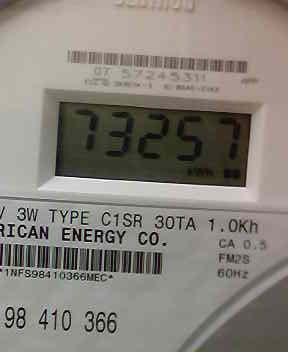 07 57245311
73257
kWh
V 3W TYPE C1SR 30TA 1.0Kh
RICAN ENERGY CO.
CA 0.5
FM2S
60Hz
*1NFS98410366MEC*
98 410 366